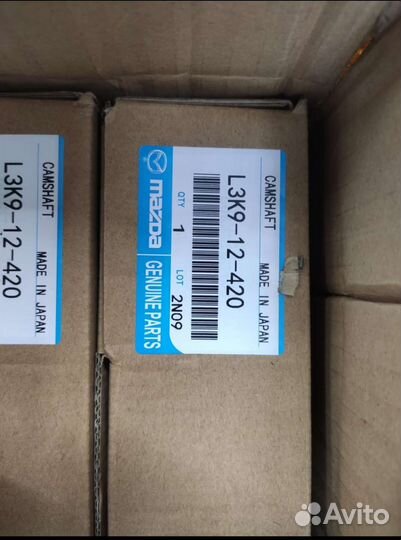 CAMSHAFT MADE IN JAPAN
L3K9-12-420
CAMSHAFT MADE IN JAPAN
L3K9-12-420
QTY 1 LOT 2N09
mazda GENUINE PARTS
Avito